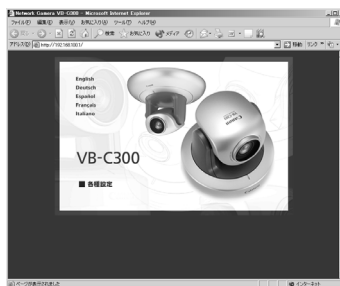 Network Camera VB-C300 - Microsoft Internet Explorer
ファイル(F) 編集(E) 表示(V) お気に入り(A) ツール(T) ヘルプ(H)
戻る 検索 お気に入り メディア
アドレス(D) http://192.168.100.1/ 移動 リンク
English
Deutsch
Español
Français
Italiano
Canon
VB-C300
■ 各種設定
ページが表示されました インターネット